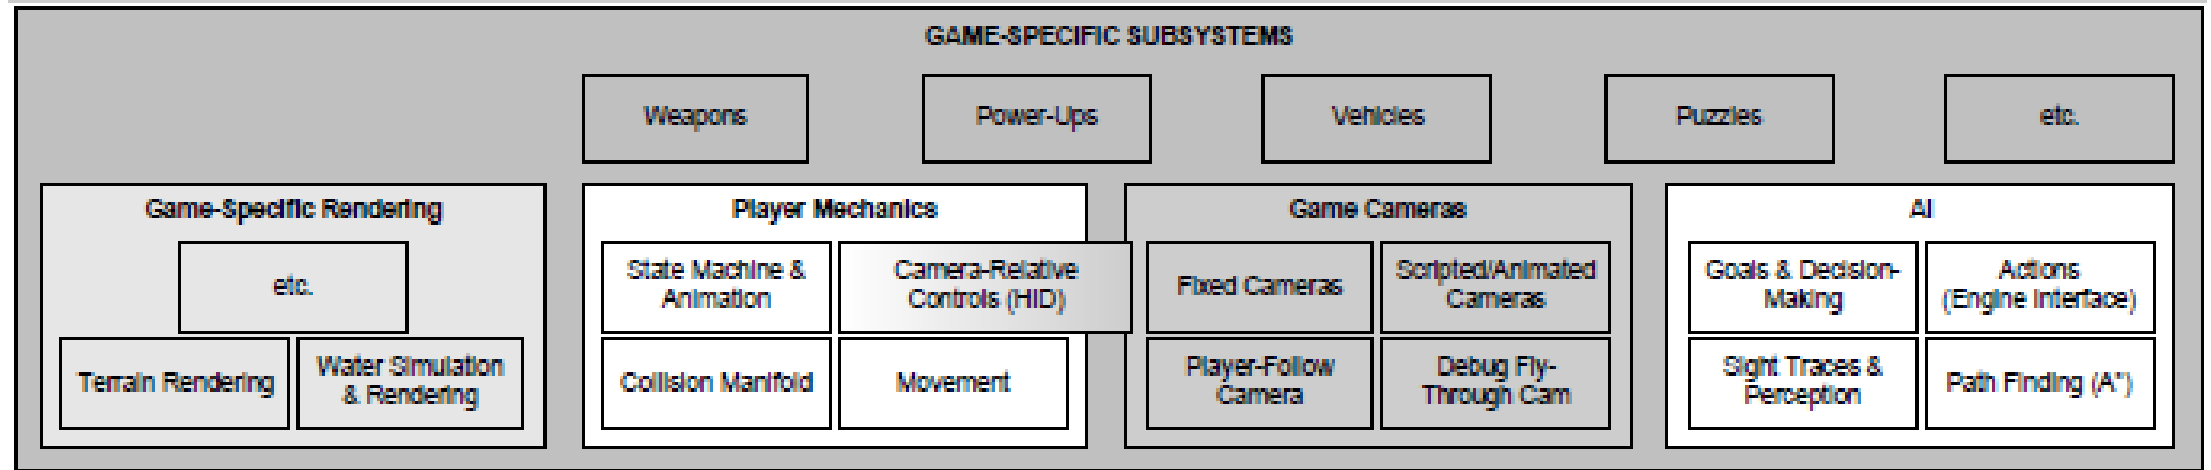 GAME-SPECIFIC SUBSYSTEMS
Weapons
Power-Ups
Vehicles
Puzzles
etc.
Game-Specific Rendering
etc.
Terrain Rendering
Water Simulation
& Rendering
Player Mechanics
State Machine &
Animation
Camera-Relative
Controls (HID)
Collision Manifold
Movement
Game Cameras
Fixed Cameras
Scripted/Animated
Cameras
Player-Follow
Camera
Debug Fly-
Through Cam
AI
Goals & Decision-
Making
Actions
(Engine Interface)
Sight Traces &
Perception
Path Finding (A*)